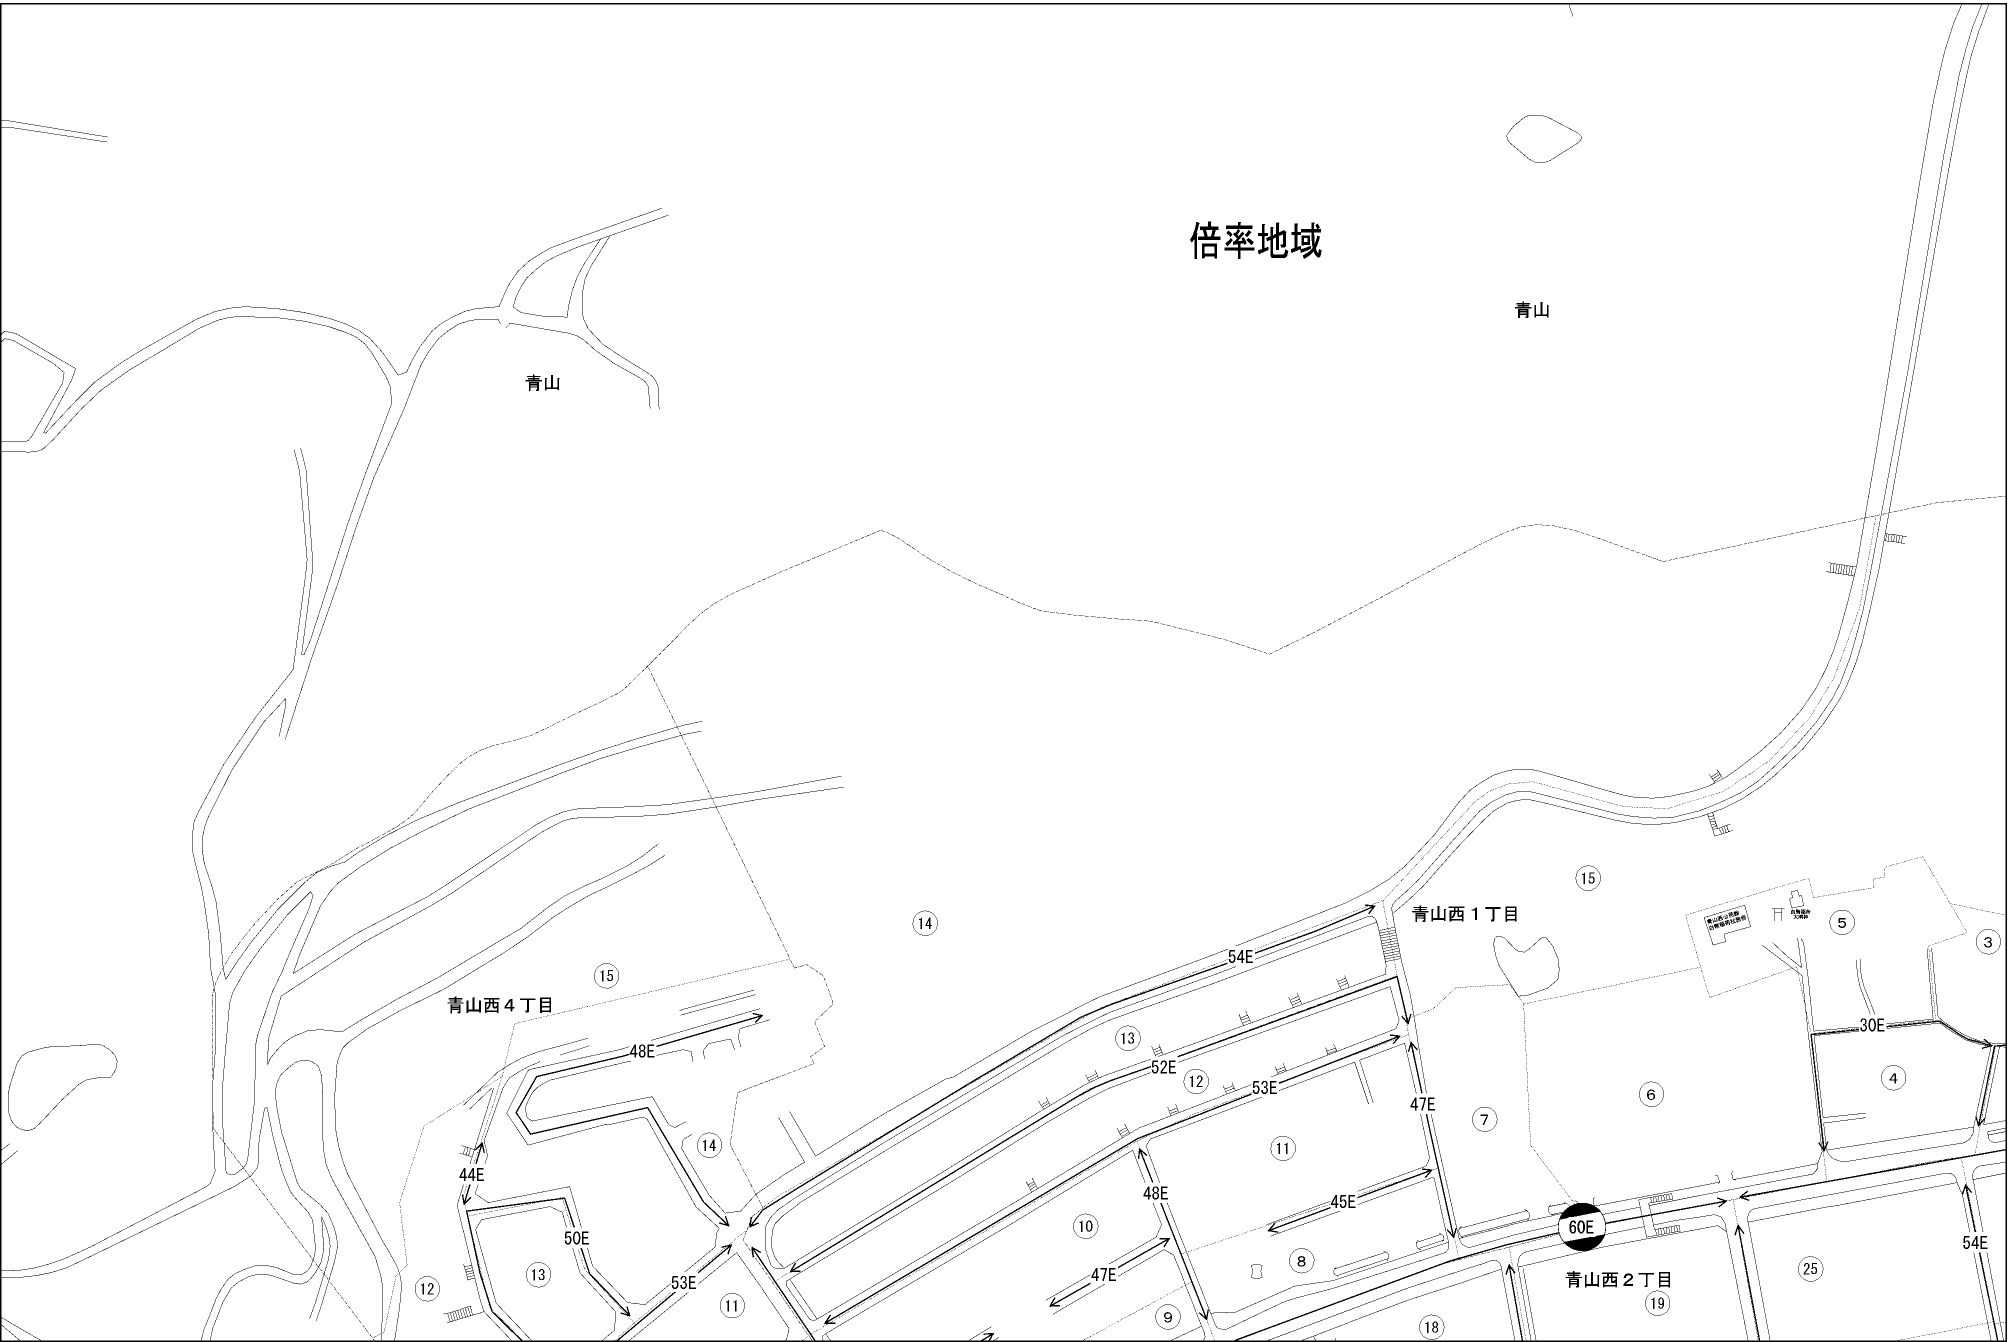 倍率地域
青山
青山
⑮
⑭
青山西1丁目
⑤
③
54E
⑮
青山西4丁目
30E
⑬
48E
52E
⑫
53E
④
47E
⑥
⑦
⑭
⑪
44E
48E
45E
⑩
60E
50E
54E
⑧
⑬
47E
53E
⑫
青山西2丁目
㉕
⑪
⑨
⑲
⑱